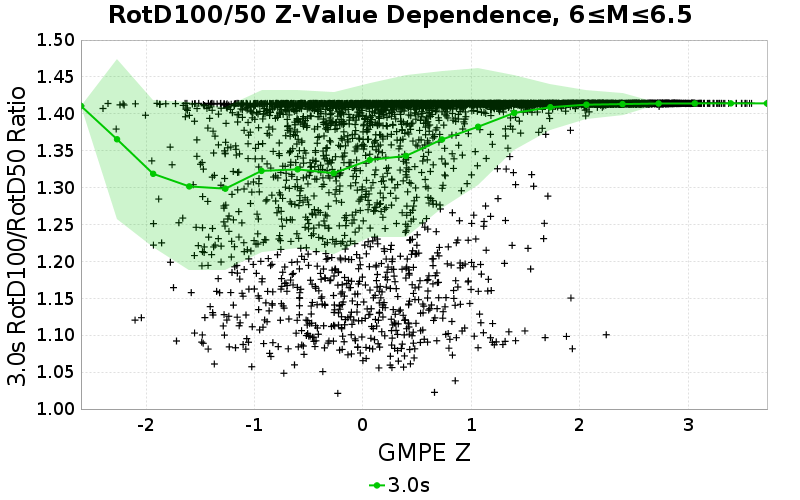 RotD100/50 Z-Value Dependence, 6≤M≤6.5
3.0s RotD100/RotD50 Ratio
1.50
1.45
1.40
1.35
1.30
1.25
1.20
1.15
1.10
1.05
1.00
-2 -1 0 1 2 3
GMPE Z
3.0s